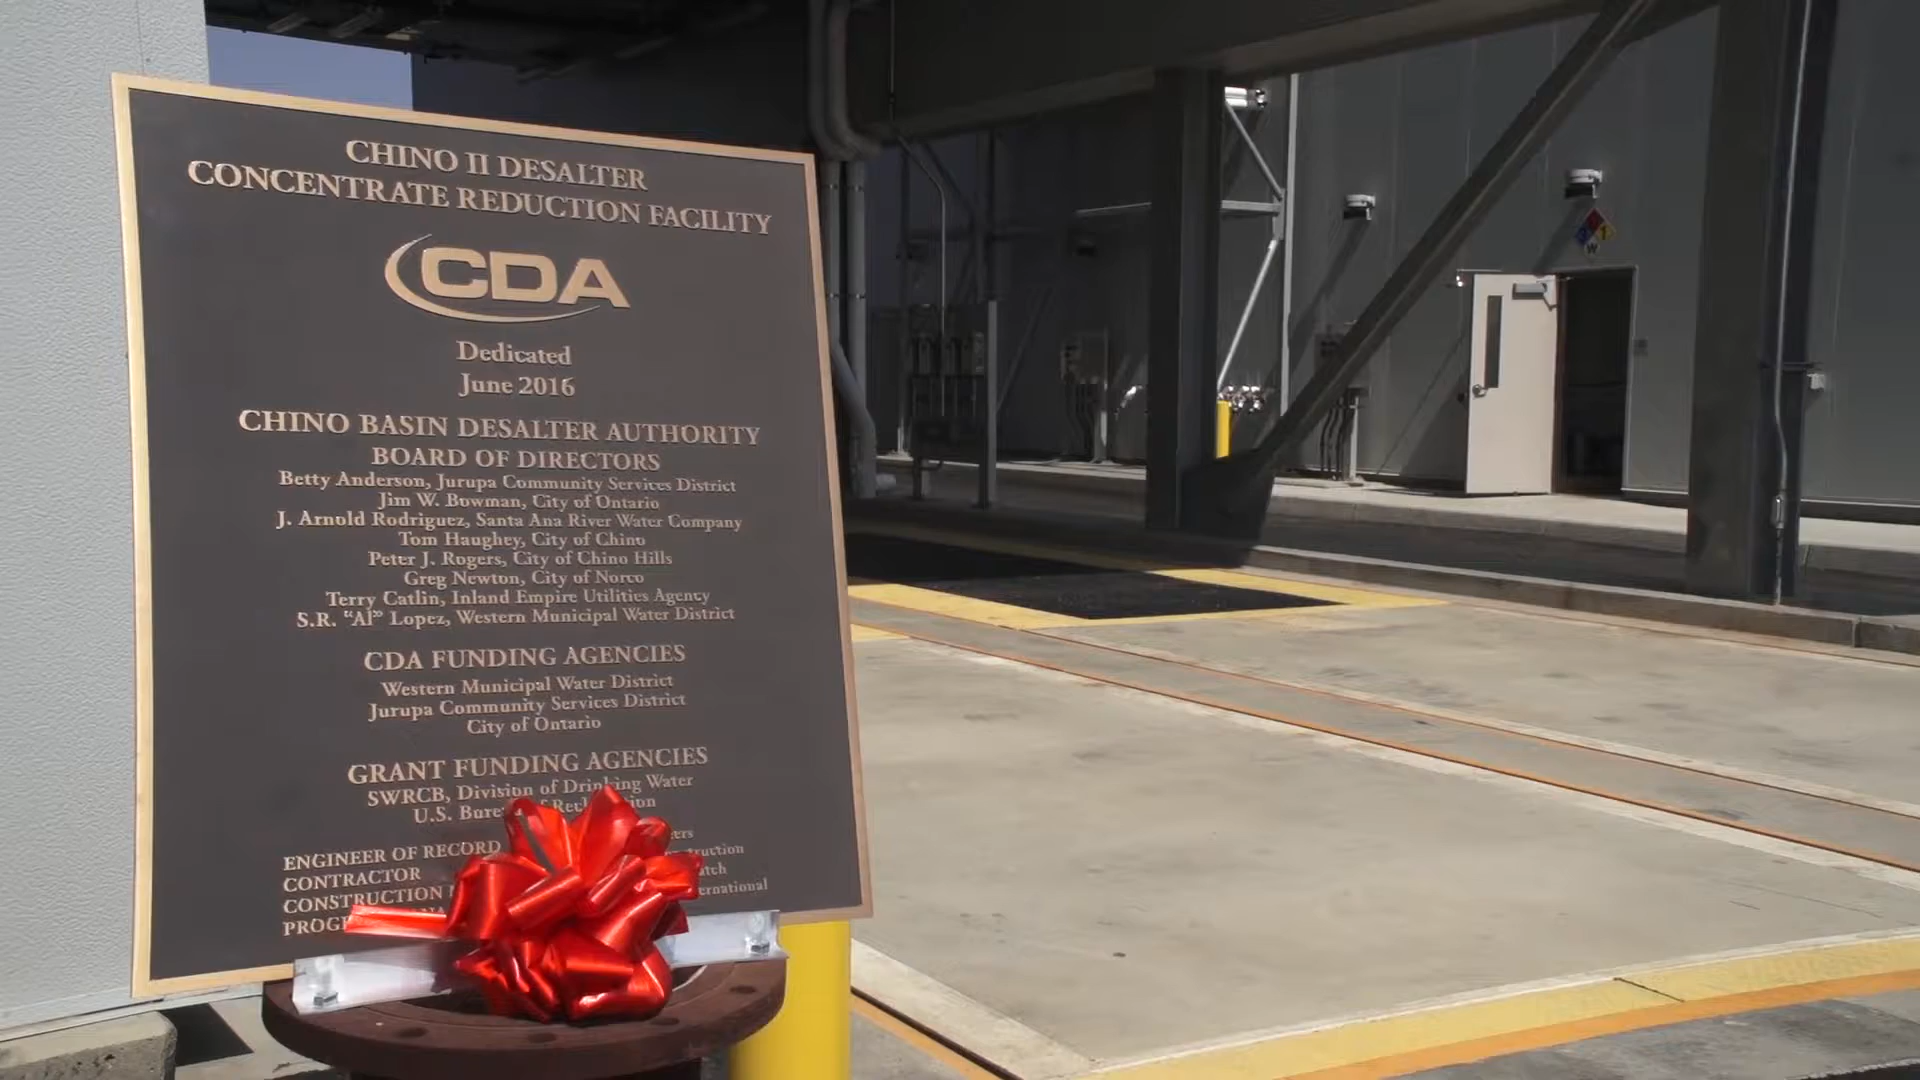 CHINO II DESALTER
CONCENTRATE REDUCTION FACILITY
CDA
Dedicated
June 2016
CHINO BASIN DESALTER AUTHORITY
BOARD OF DIRECTORS
Betty Anderson, Jurupa Community Services District
Jim W. Bowman, City of Ontario
J. Arnold Rodriguez, Santa Ana River Water Company
Tom Haughey, City of Chino
Peter J. Rogers, City of Chino Hills
Greg Newton, City of Norco
Terry Catlin, Inland Empire Utilities Agency
S.R. "Al" Lopez, Western Municipal Water District
CDA FUNDING AGENCIES
Western Municipal Water District
Jurupa Community Services District
City of Ontario
GRANT FUNDING AGENCIES
SWRCB, Division of Drinking Water
U.S.
ENGINEER OF RECORD
CONTRACTOR
CONSTRUCTION
W